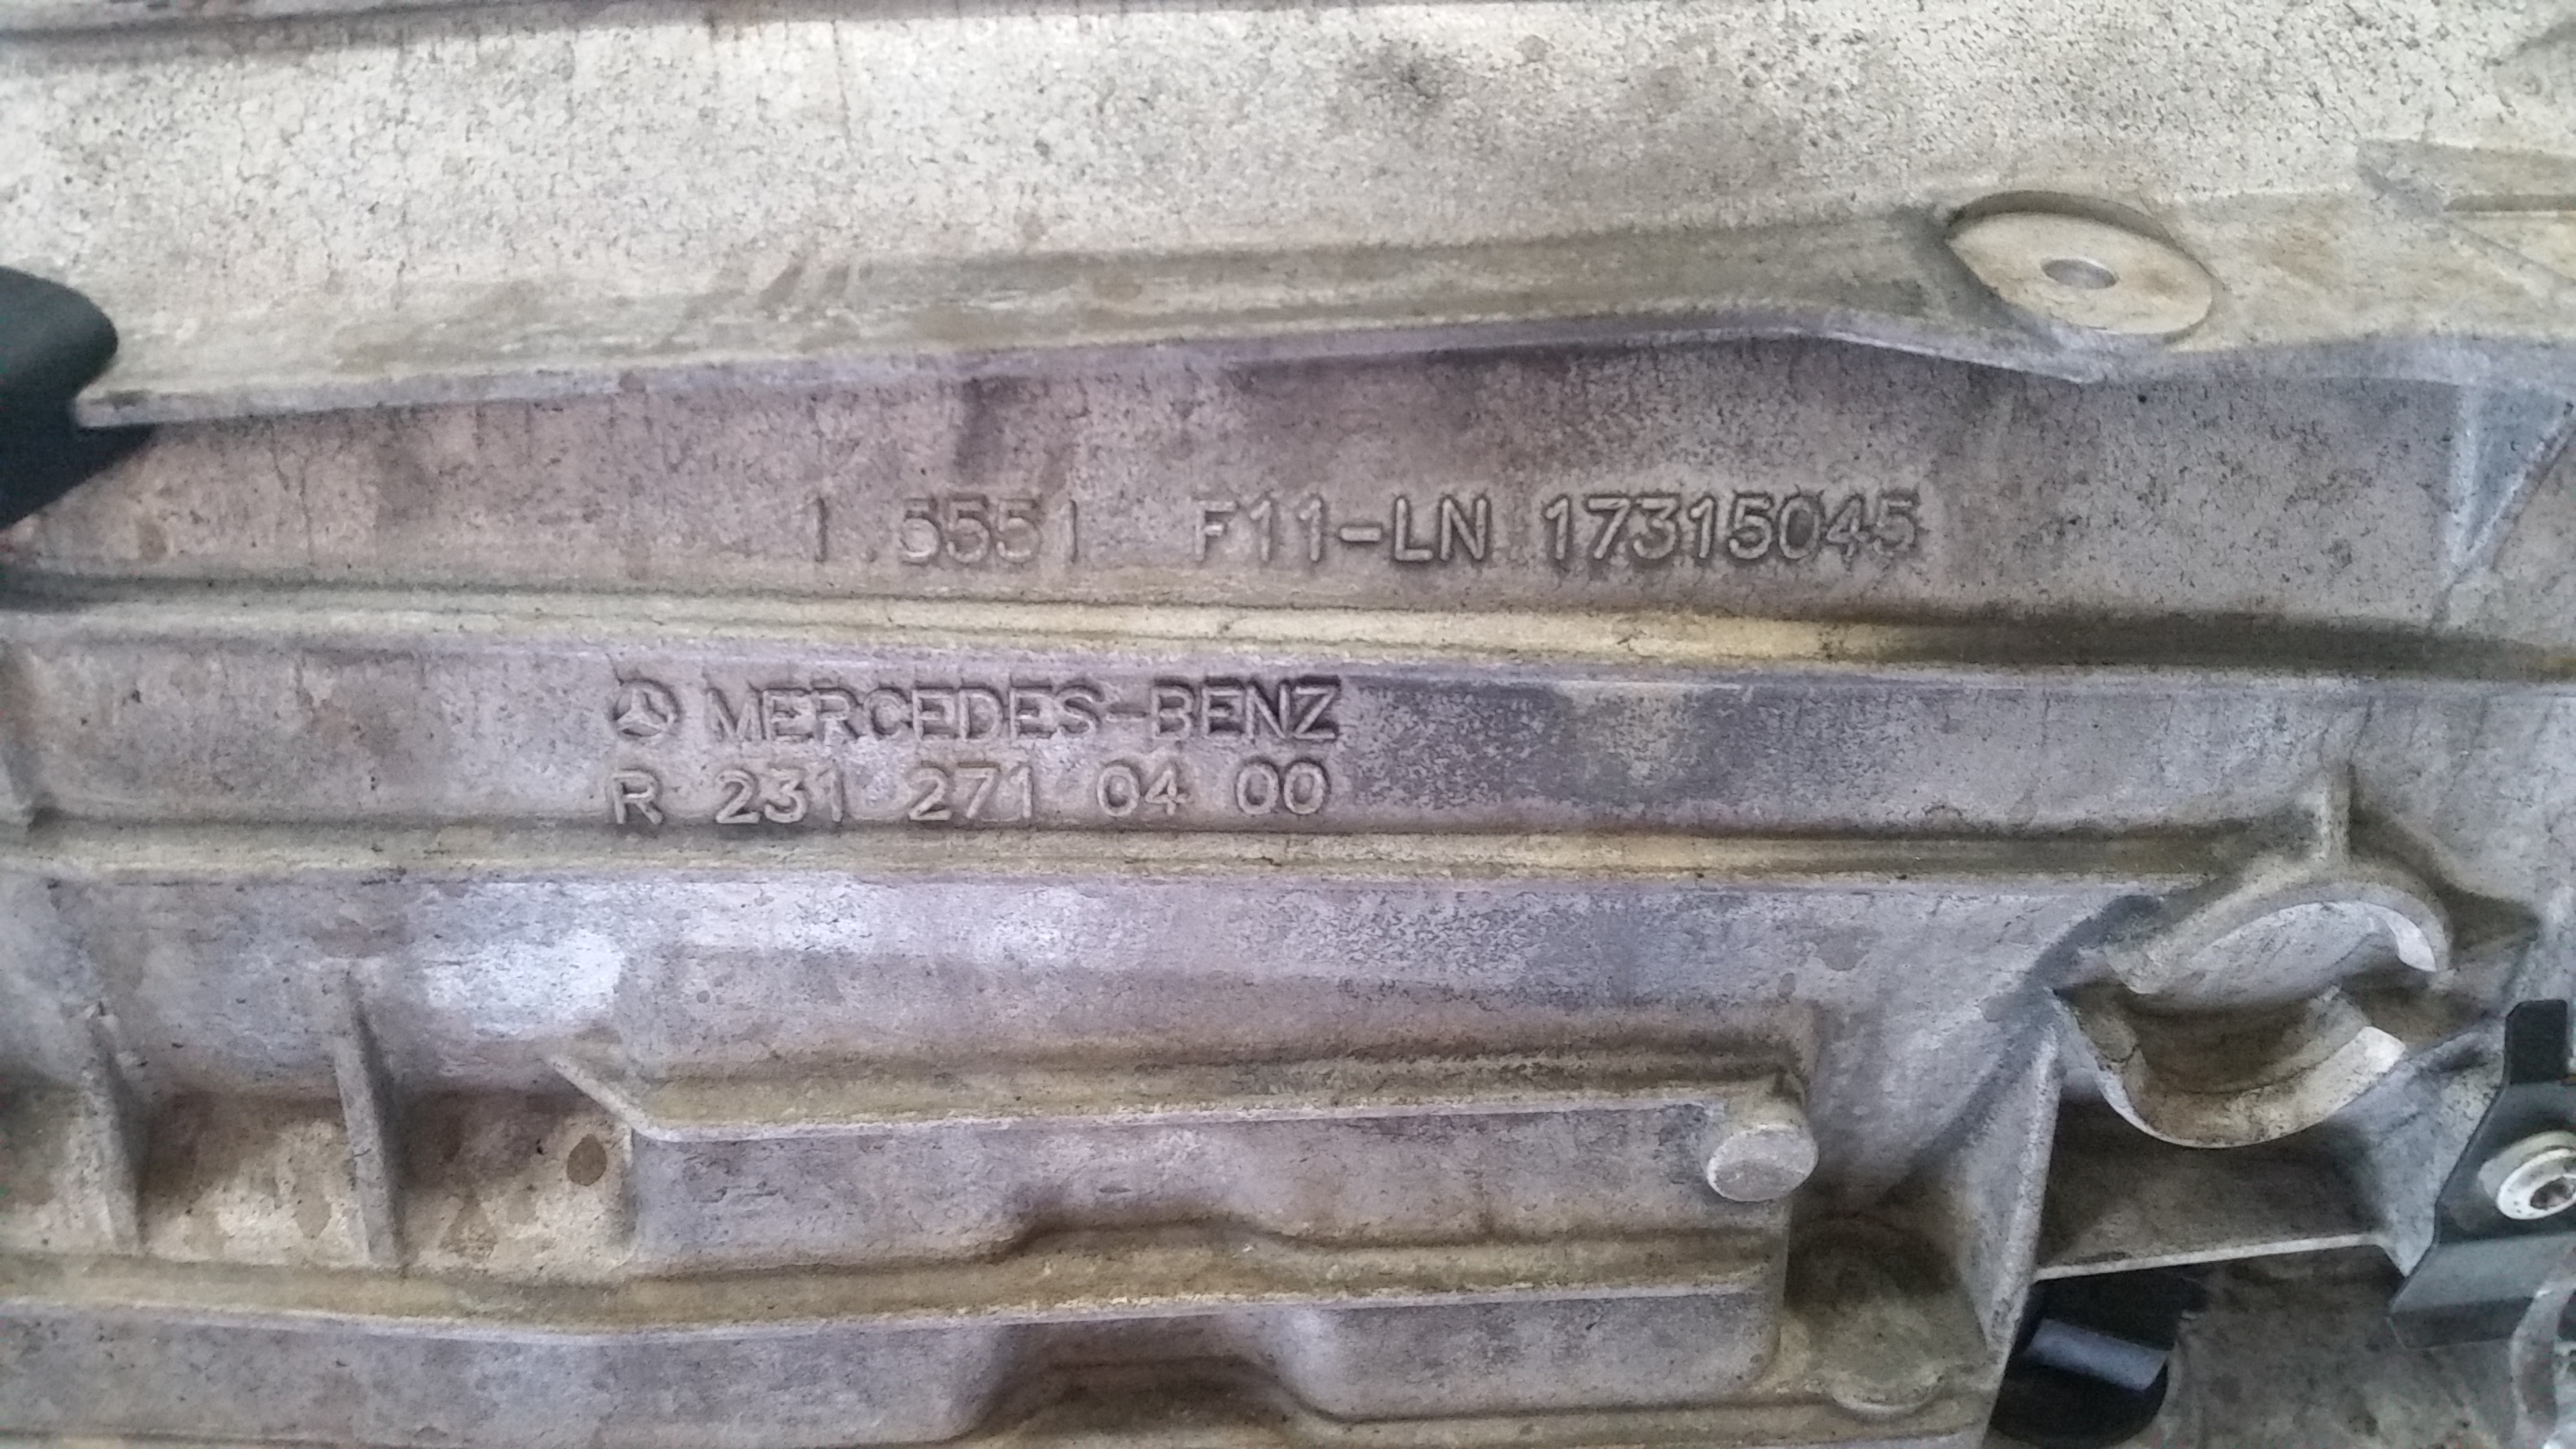 1.5551 F11-LN 17315045
MERCEDES-BENZ
R 231 271 04 00